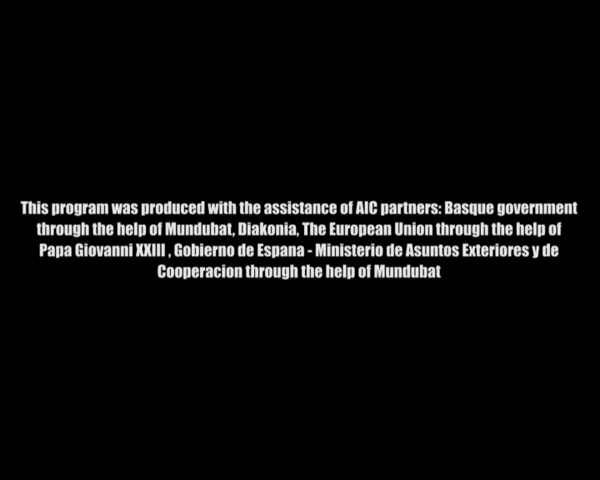 This program was produced with the assistance of AIC partners: Basque government
through the help of Mundubat, Diakonia, The European Union through the help of
Papa Giovanni XXIII , Gobierno de Espana - Ministerio de Asuntos Exteriores y de
Cooperacion through the help of Mundubat